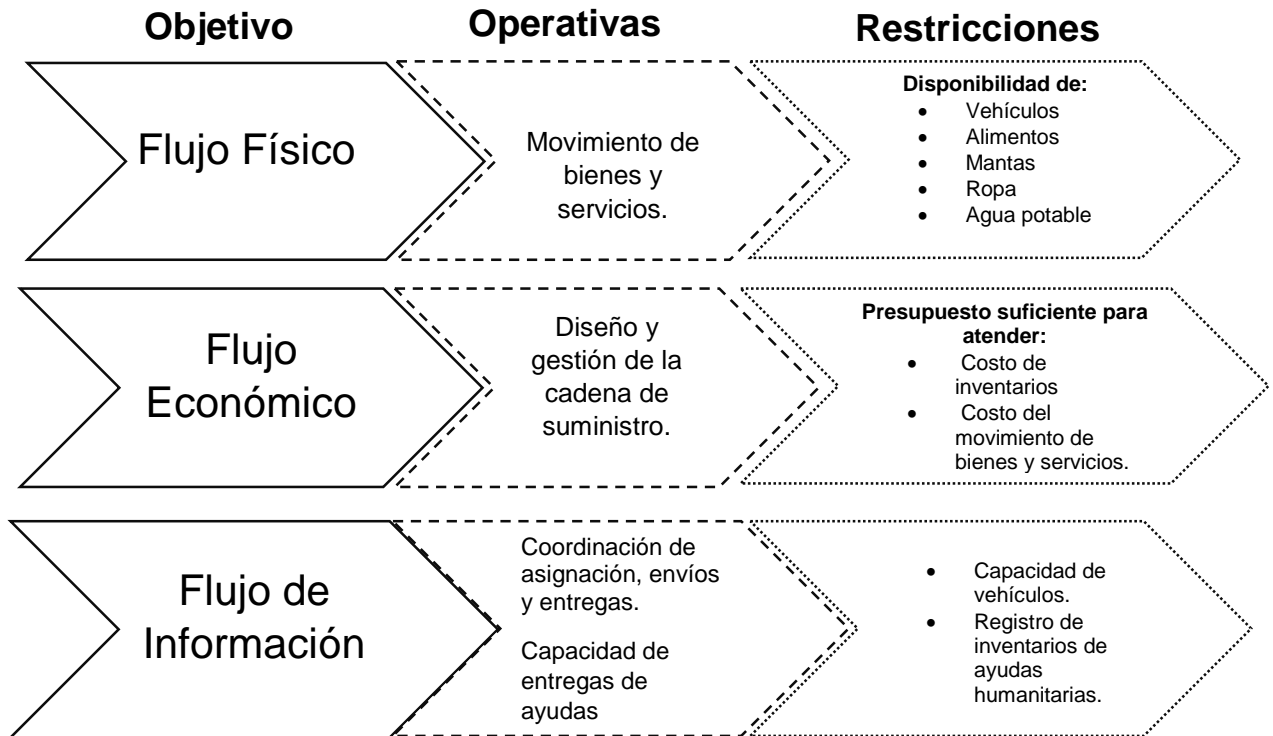 Objetivo
Operativas
Restricciones
Flujo Físico
Movimiento de
bienes y
servicios.
Disponibilidad de:
• Vehículos
• Alimentos
• Mantas
• Ropa
• Agua potable
Flujo
Económico
Diseño y
gestión de la
cadena de
suministro.
Presupuesto suficiente para
atender:
• Costo de
inventarios
• Costo del
movimiento de
bienes y servicios.
Flujo de
Información
Coordinación de
asignación, envíos
y entregas.
Capacidad de
entregas de
ayudas
• Capacidad de
vehículos.
• Registro de
inventarios de
ayudas
humanitarias.